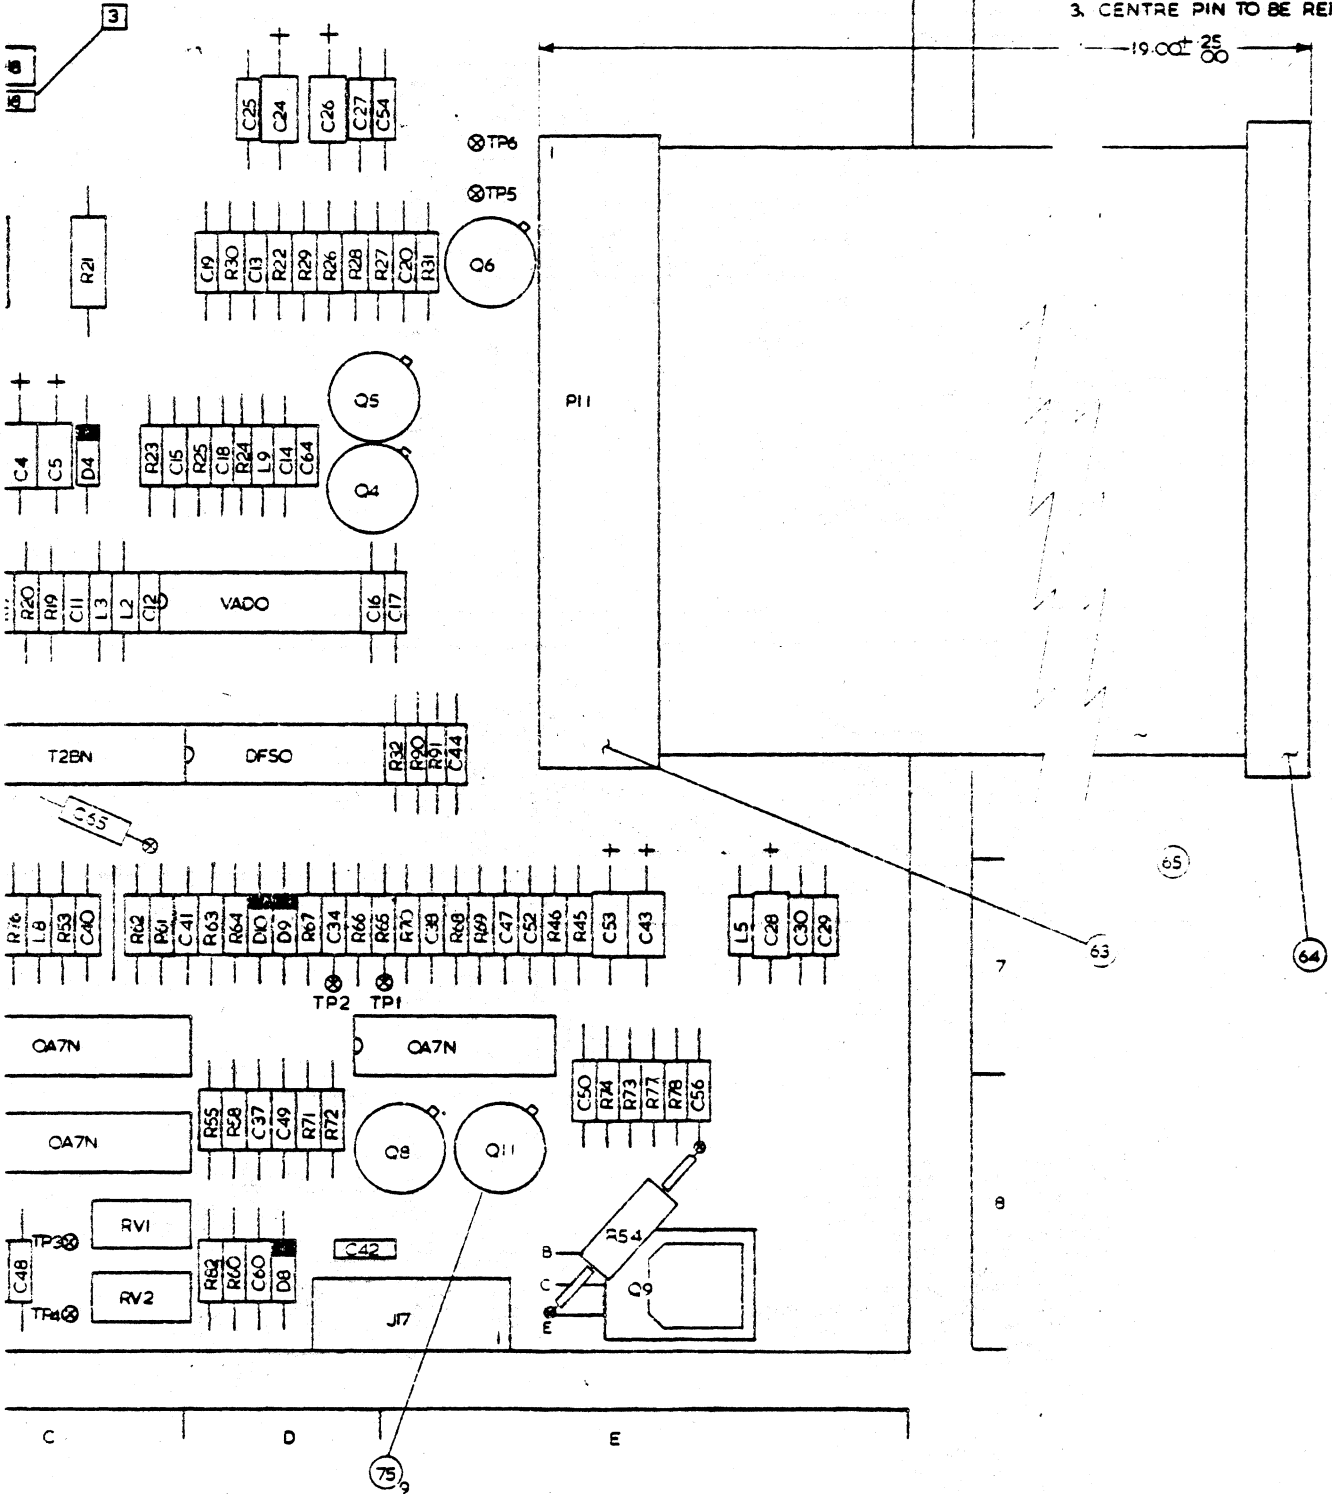 3
3. CENTRE PIN TO BE
19.00 + 25
- 00
C25 C24 C26 C27 C54
TP6
TP5
R21
C19 R30 C13 R22 R29 R26 R28 R27 C20 R31
Q6
+ +
Q5
P11
C4 C5 D4
R23 C15 R25 C18 R24 L9 C14 C64
Q4
R20 R19 C11 L3 L2 C12 VADO C16 C17
T2BN DFSO R32 R90 R91 C44
C65
65
R76 L8 R53 C40
R62 R61 C41 R63 R64 D10 D9 R67 C34 R66 R65 R70 C38 R68 R69 C47 C52 R46 R45 C53 C43
L5 C28 C30 C29
63
64
7
TP2 TP1
OA7N
OA7N
C50 R74 R73 R77 R78 C56
R55 R58 C37 C49 R71 R72
OA7N
Q8
Q11
8
RV1
TP3
C48
R82 R60 C60 D8
C42
R54
B
C
E
Q9
RV2
TP4
J17
1
C
D
E
75
9